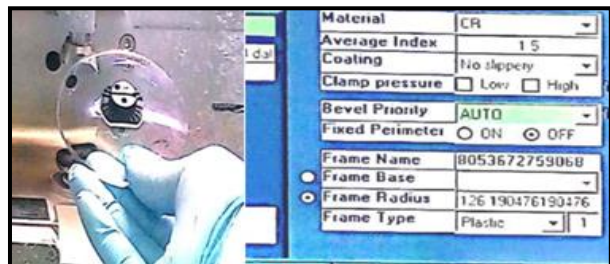 Material CR
Average Index 1 5
Coating No slippery
Clamp pressure Low High
Bevel Priority AUTO
Fixed Perimeter ON OFF
Frame Name 8053672759068
Frame Base
Frame Radius 126 190476190476
Frame Type Plastic 1